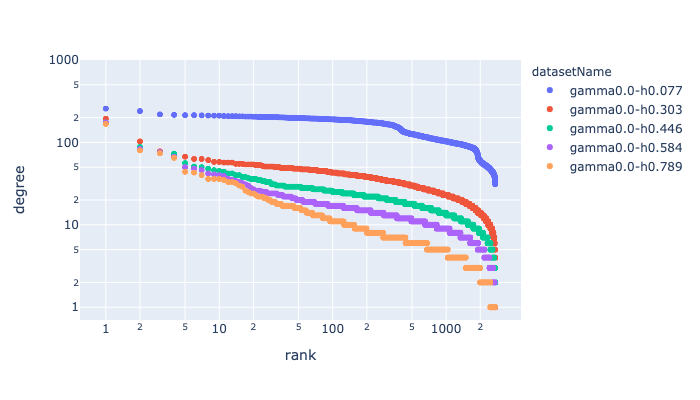 1000
5
2
100
5
2
10
5
2
1
degree
1
2
5
10
2
5
100
2
5
1000
2
rank
datasetName
gamma0.0-h0.077
gamma0.0-h0.303
gamma0.0-h0.446
gamma0.0-h0.584
gamma0.0-h0.789